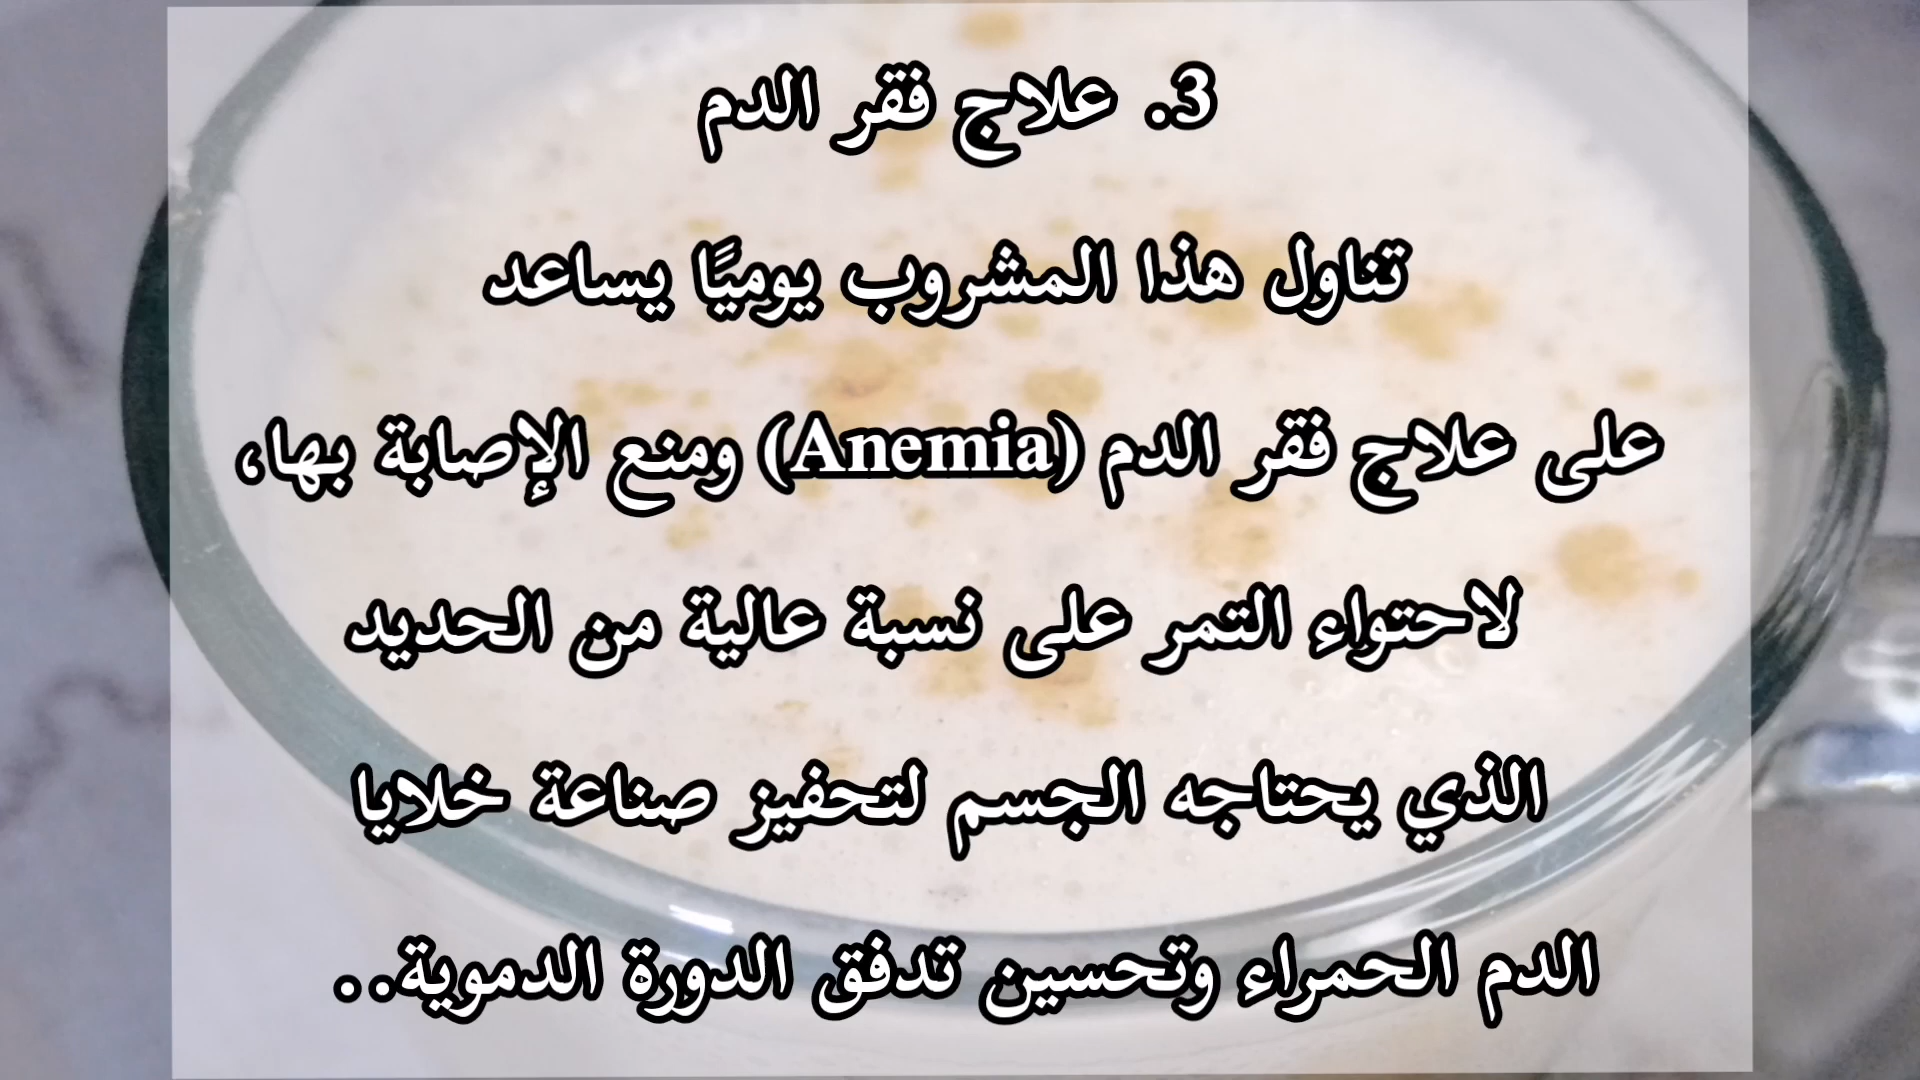 3. علاج فقر الدم
تناول هذا المشروب يوميًا يساعد
على علاج فقر الدم (Anemia) ومنع الإصابة بها،
لاحتواء التمر على نسبة عالية من الحديد
الذي يحتاجه الجسم لتحفيز صناعة خلايا
الدم الحمراء وتحسين تدفق الدورة الدموية..